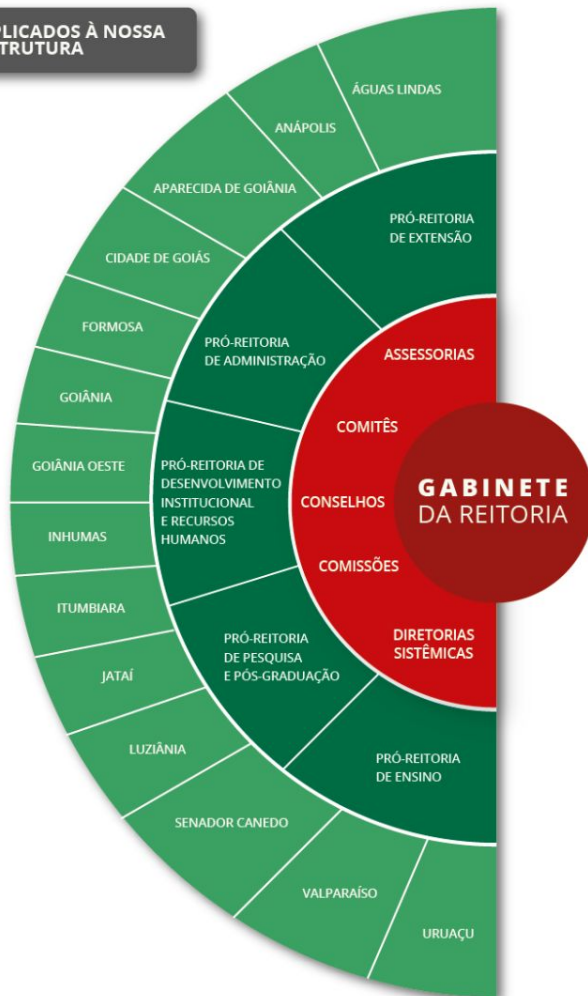 PLICADOS À NOSSA
TRUTURA
ÁGUAS LINDAS
ANÁPOLIS
APARECIDA DE GOIÂNIA
CIDADE DE GOIÁS
FORMOSA
GOIÂNIA
GOIÂNIA OESTE
INHUMAS
ITUMBIARA
JATAÍ
LUZIÂNIA
SENADOR CANEDO
VALPARAÍSO
URUAÇU
PRÓ-REITORIA
DE EXTENSÃO
PRÓ-REITORIA
DE ADMINISTRAÇÃO
PRÓ-REITORIA DE
DESENVOLVIMENTO
INSTITUCIONAL
E RECURSOS
HUMANOS
PRÓ-REITORIA
DE PESQUISA
E PÓS-GRADUAÇÃO
PRÓ-REITORIA
DE ENSINO
ASSESSORIAS
COMITÊS
CONSELHOS
COMISSÕES
DIRETORIAS
SISTÊMICAS
GABINETE
DA REITORIA